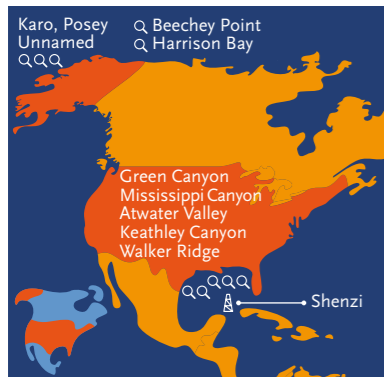 Karo, Posey
Unnamed
Beechey Point
Harrison Bay
Green Canyon
Mississippi Canyon
Atwater Valley
Keathley Canyon
Walker Ridge
Shenzi